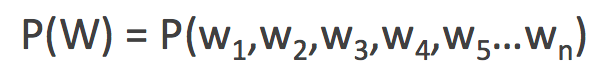 P(W) = P(w₁,w₂,w₃,w₄,w₅...wₙ)